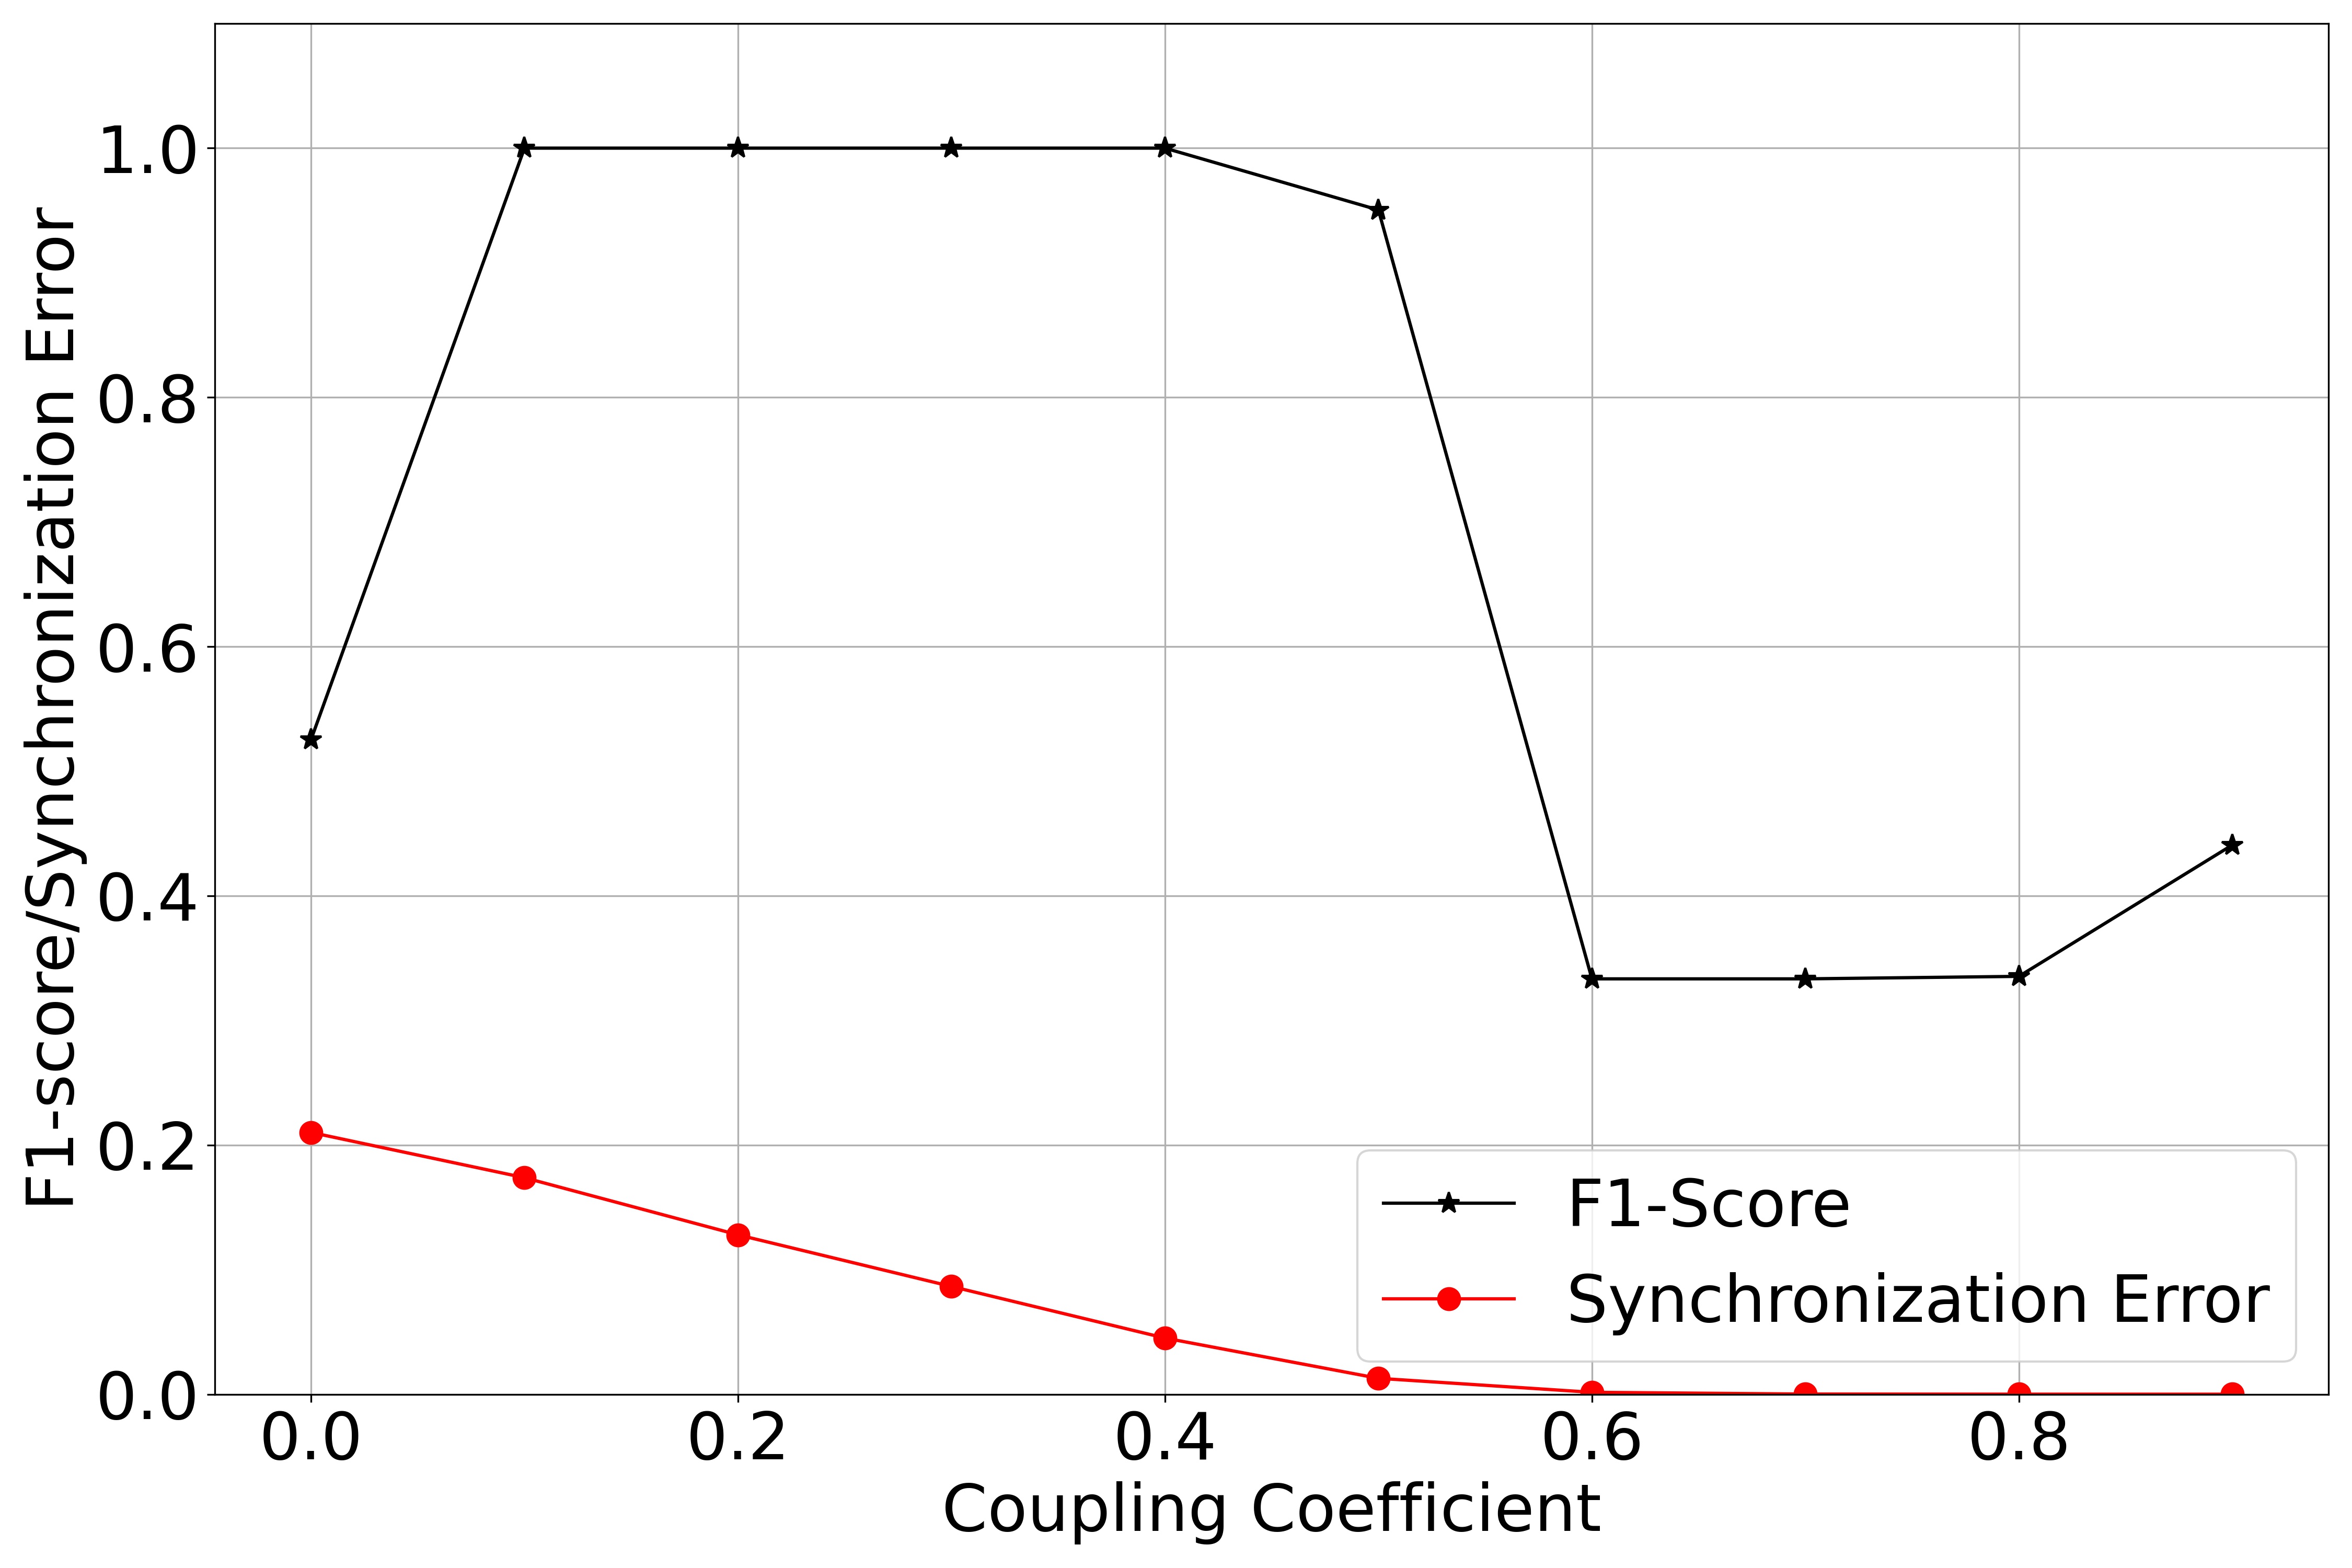 F1-score/Synchronization Error
1.0
0.8
0.6
0.4
0.2
0.0
F1-Score
Synchronization Error
0.0 0.2 0.4 0.6 0.8
Coupling Coefficient